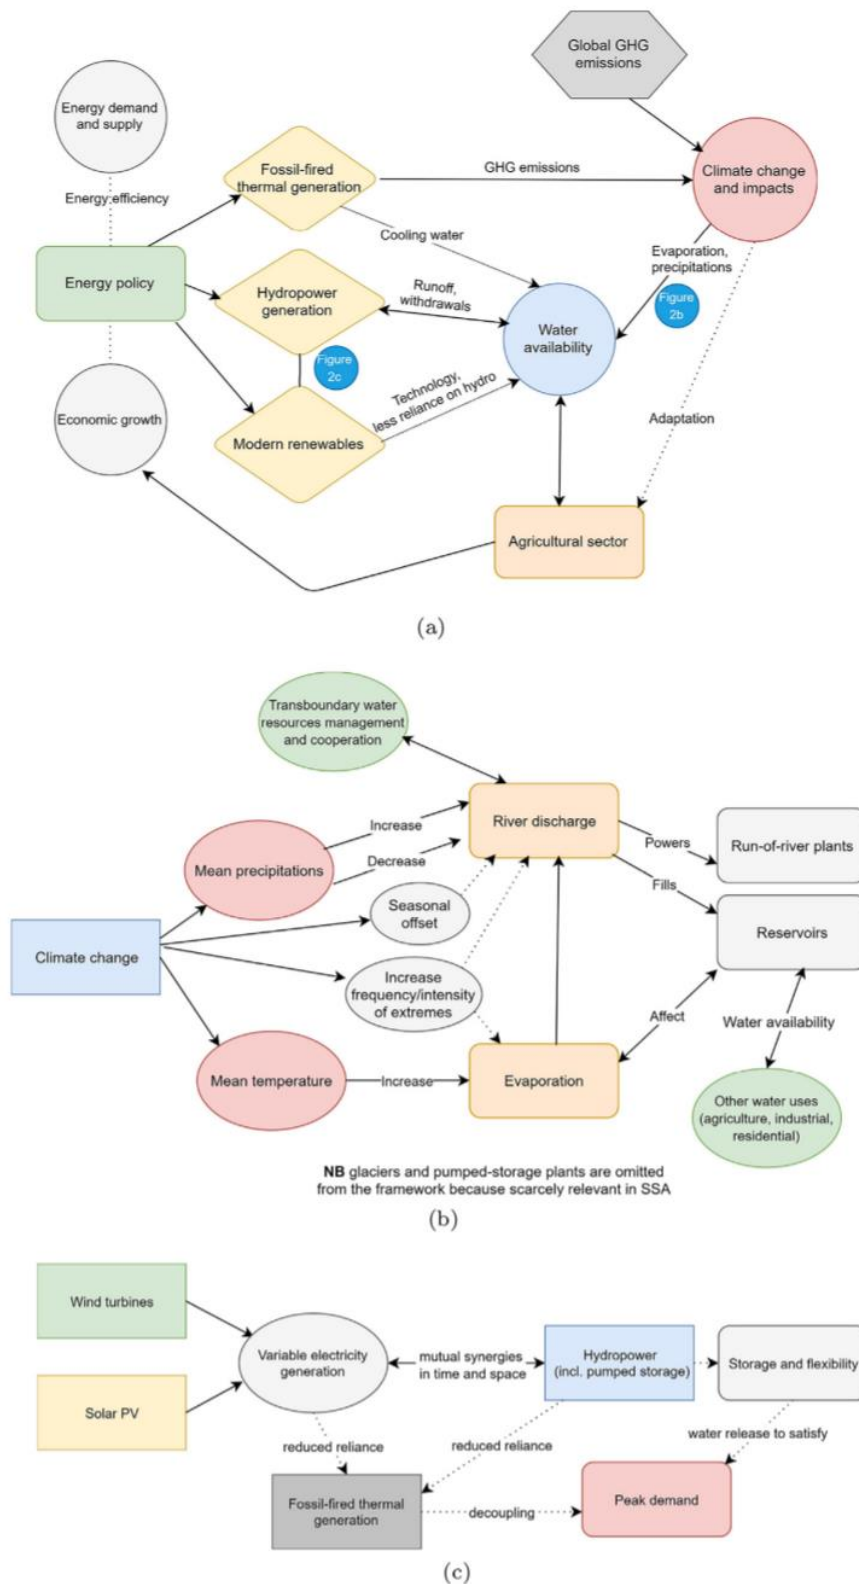 Global GHG
emissions
Energy demand
and supply
Fossil-fired
thermal generation
GHG emissions
Climate change
and impacts
Energy efficiency
Cooling water
Evaporation,
precipitations
Energy policy
Hydropower
generation
Runoff,
withdrawals
Figure
2b
Water
availability
Figure
2c
Technology,
less reliance on hydro
Economic growth
Modern renewables
Adaptation
Agricultural sector
(a)
Transboundary water
resources management
and cooperation
Increase
River discharge
Mean precipitations
Decrease
Powers
Run-of-river plants
Fills
Seasonal
offset
Reservoirs
Climate change
Increase
frequency/intensity
of extremes
Affect
Water availability
Mean temperature
Increase
Evaporation
Other water uses
(agriculture, industrial,
residential)
NB glaciers and pumped-storage plants are omitted
from the framework because scarcely relevant in SSA
(b)
Wind turbines
Variable electricity
generation
mutual synergies
in time and space
Hydropower
(incl. pumped storage)
Storage and flexibility
Solar PV
reduced reliance
reduced reliance
water release to satisfy
Fossil-fired thermal
generation
decoupling
Peak demand
(c)